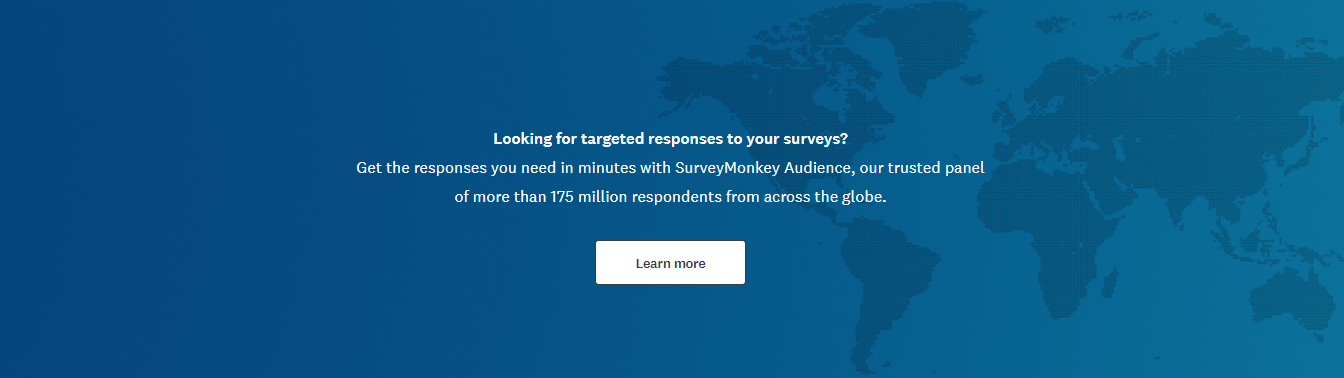 Looking for targeted responses to your surveys?
Get the responses you need in minutes with SurveyMonkey Audience, our trusted panel
of more than 175 million respondents from across the globe.
Learn more